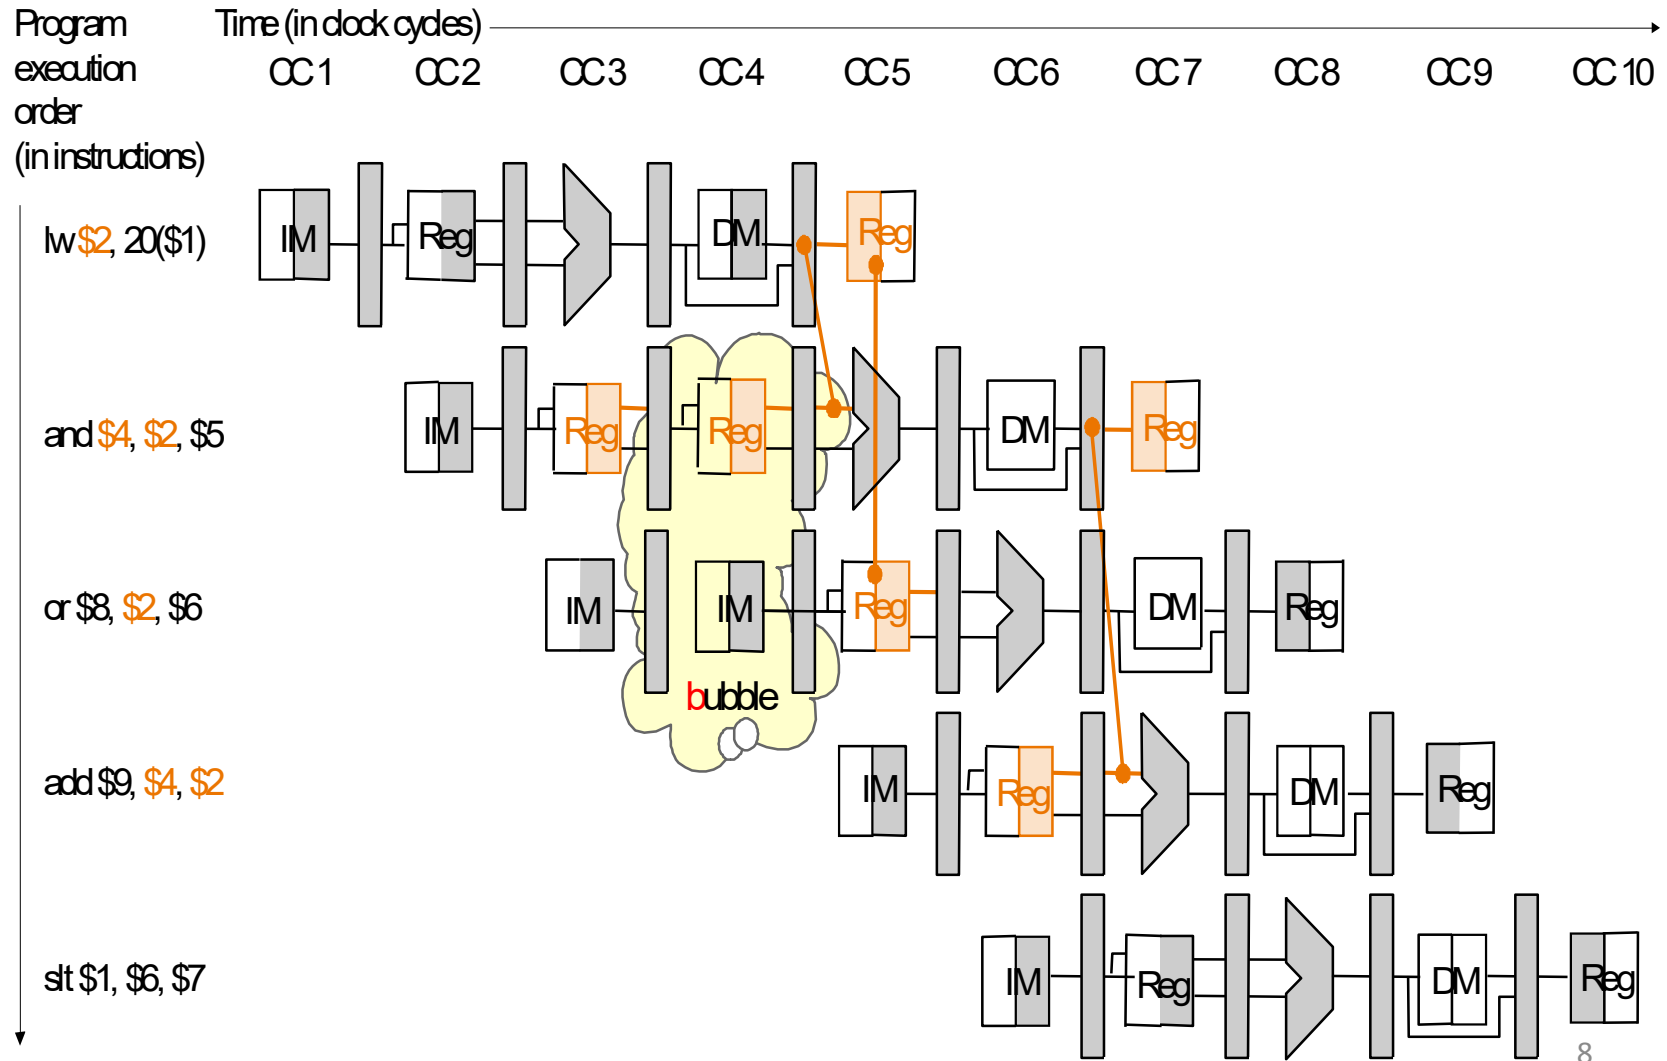 Program
execution
order
(in instructions)
Time (in clock cycles)
CC 1 CC 2 CC 3 CC 4 CC 5 CC 6 CC 7 CC 8 CC 9 CC 10
lw $2, 20($1)
IM Reg DM Reg
and $4, $2, $5
IM Reg Reg DM Reg
or $8, $2, $6
IM IM Reg DM Reg
bubble
add $9, $4, $2
IM Reg DM Reg
slt $1, $6, $7
IM Reg DM Reg
8